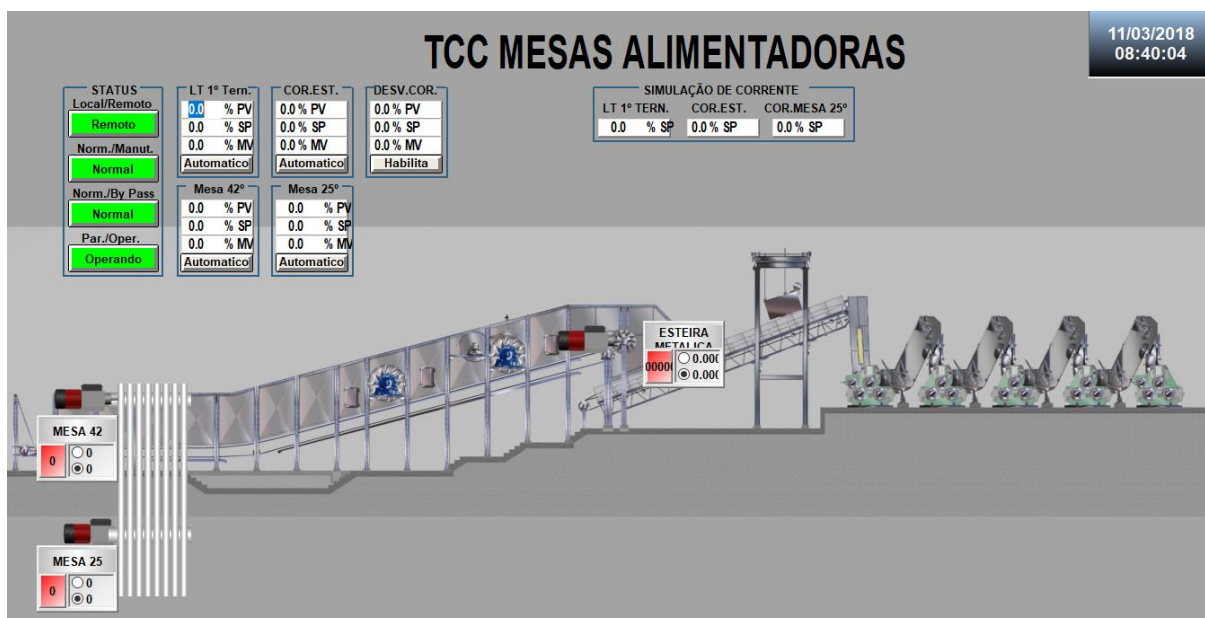 TCC MESAS ALIMENTADORAS
11/03/2018
08:40:04
STATUS
Local/Remoto
Remoto
Norm./Manut.
Normal
Norm./By Pass
Normal
Par./Oper.
Operando
LT 1º Tern.
0.0 % PV
0.0 % SP
0.0 % MV
Automatico
COR.EST.
0.0 % PV
0.0 % SP
0.0 % MV
Automatico
DESV.COR.
0.0 % PV
0.0 % SP
0.0 % MV
Habilita
SIMULAÇÃO DE CORRENTE
LT 1º TERN. COR.EST. COR.MESA 25º
0.0 % SP 0.0 % SP 0.0 % SP
Mesa 42º
0.0 % PV
0.0 % SP
0.0 % MV
Automatico
Mesa 25º
0.0 % PV
0.0 % SP
0.0 % MV
Automatico
ESTEIRA
METALICA
0.00
0.00
MESA 42
0
0
0
MESA 25
0
0
0